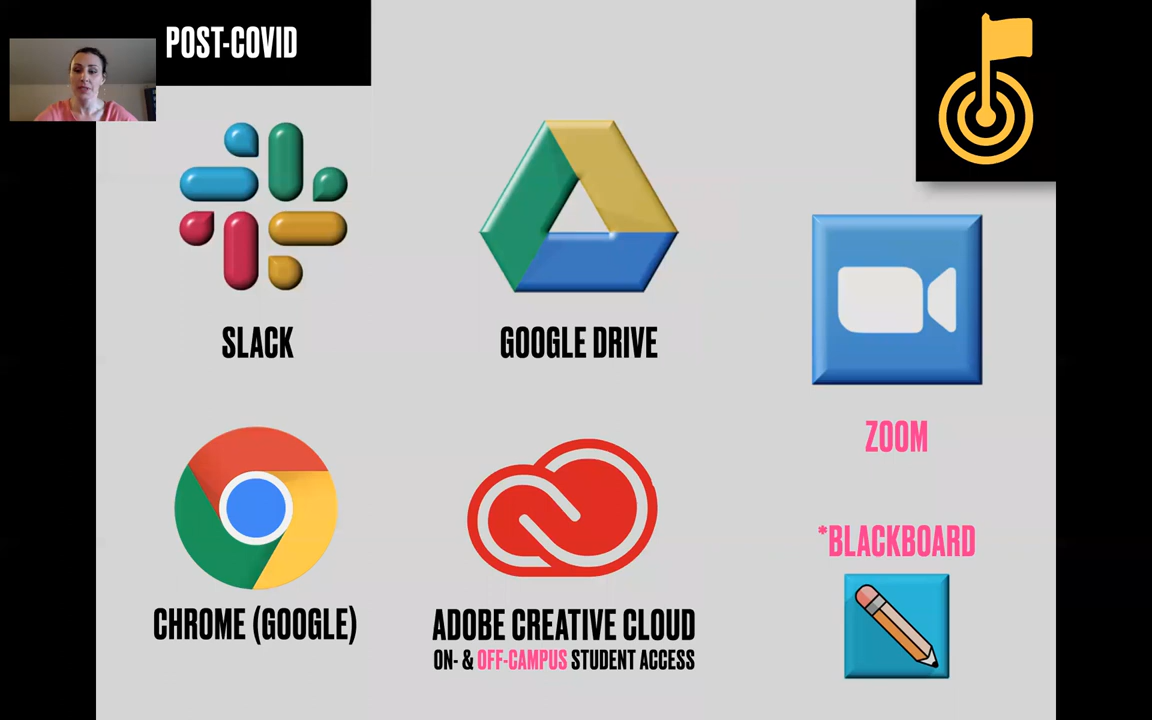 POST-COVID
SLACK
GOOGLE DRIVE
ZOOM
CHROME (GOOGLE)
ADOBE CREATIVE CLOUD
ON- & OFF-CAMPUS STUDENT ACCESS
*BLACKBOARD